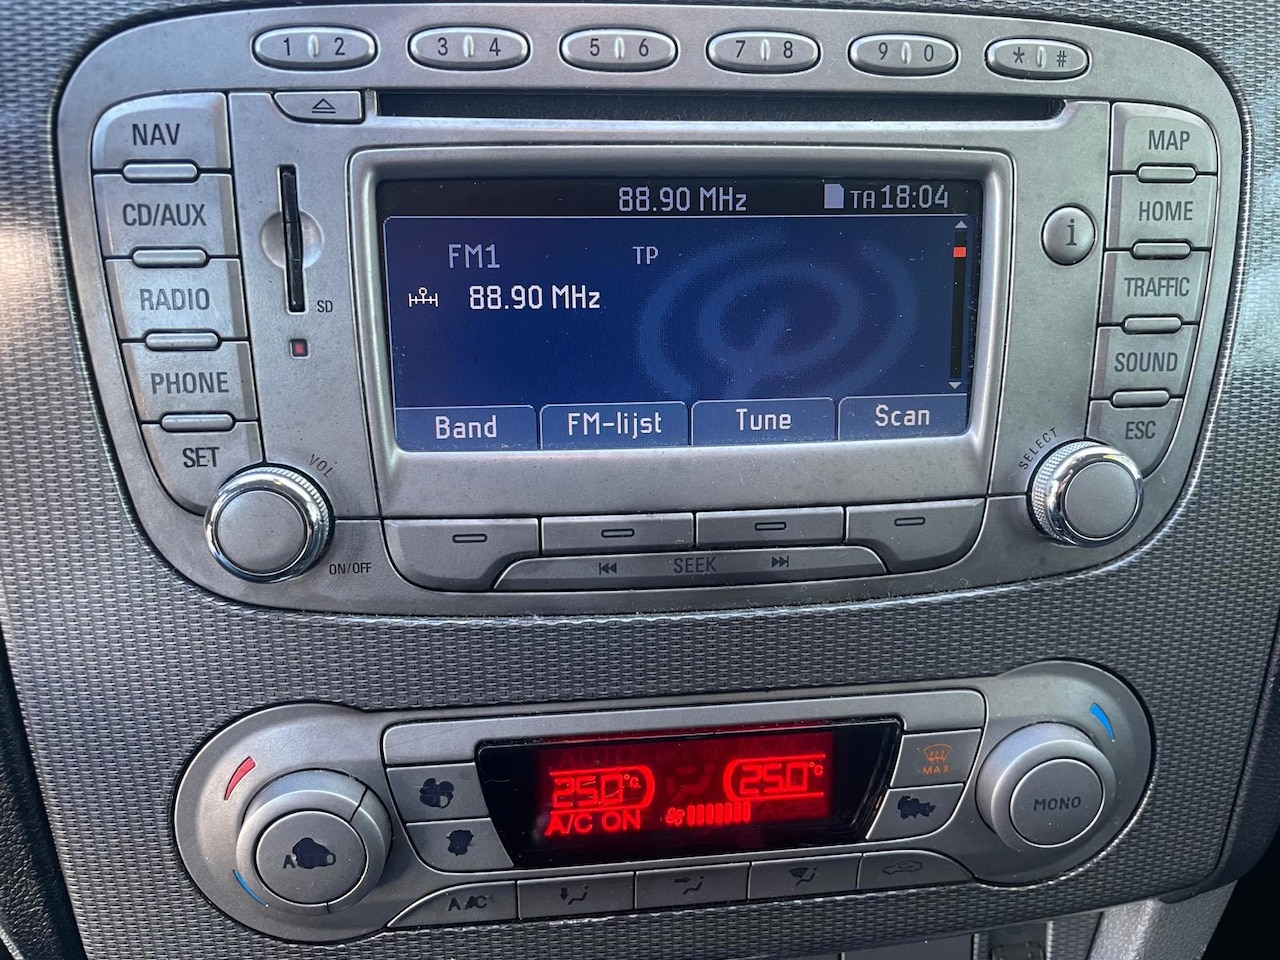 1 2 3 4 5 6 7 8 9 0 * #
NAV
CD/AUX
RADIO
PHONE
SET
SD
88.90 MHz TA 18:04
FM1 TP
88.90 MHz
Band FM-lijst Tune Scan
i
MAP
HOME
TRAFFIC
SOUND
ESC
VOL
ON/OFF
SELECT
SEEK
25.0°C 25.0°C
A/C ON
MAX
MONO
A/C